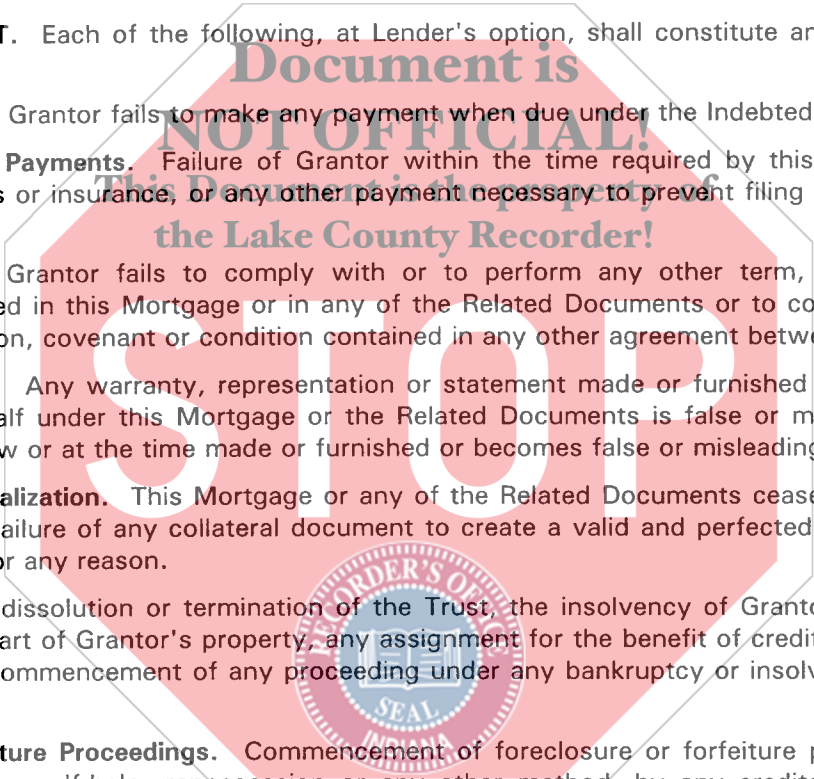 T. Each of the following, at Lender's option, shall constitute an
Document is
Grantor fails to make any payment when due under the Indebted
NOT OFFICIAL!
Payments. Failure of Grantor within the time required by this
s or insurance, or any other payment necessary to prevent filing
This Document is the property of
the Lake County Recorder!
Grantor fails to comply with or to perform any other term,
ed in this Mortgage or in any of the Related Documents or to co
on, covenant or condition contained in any other agreement betwe
STOP
Any warranty, representation or statement made or furnished
alf under this Mortgage or the Related Documents is false or m
w or at the time made or furnished or becomes false or misleading
alization. This Mortgage or any of the Related Documents cease
ailure of any collateral document to create a valid and perfected
or any reason.
RECORDER'S OFFICE
dissolution or termination of the Trust, the insolvency of Granto
art of Grantor's property, any assignment for the benefit of credit
ommencement of any proceeding under any bankruptcy or insolv
SEAL
INDIANA
ture Proceedings. Commencement of foreclosure or forfeiture p